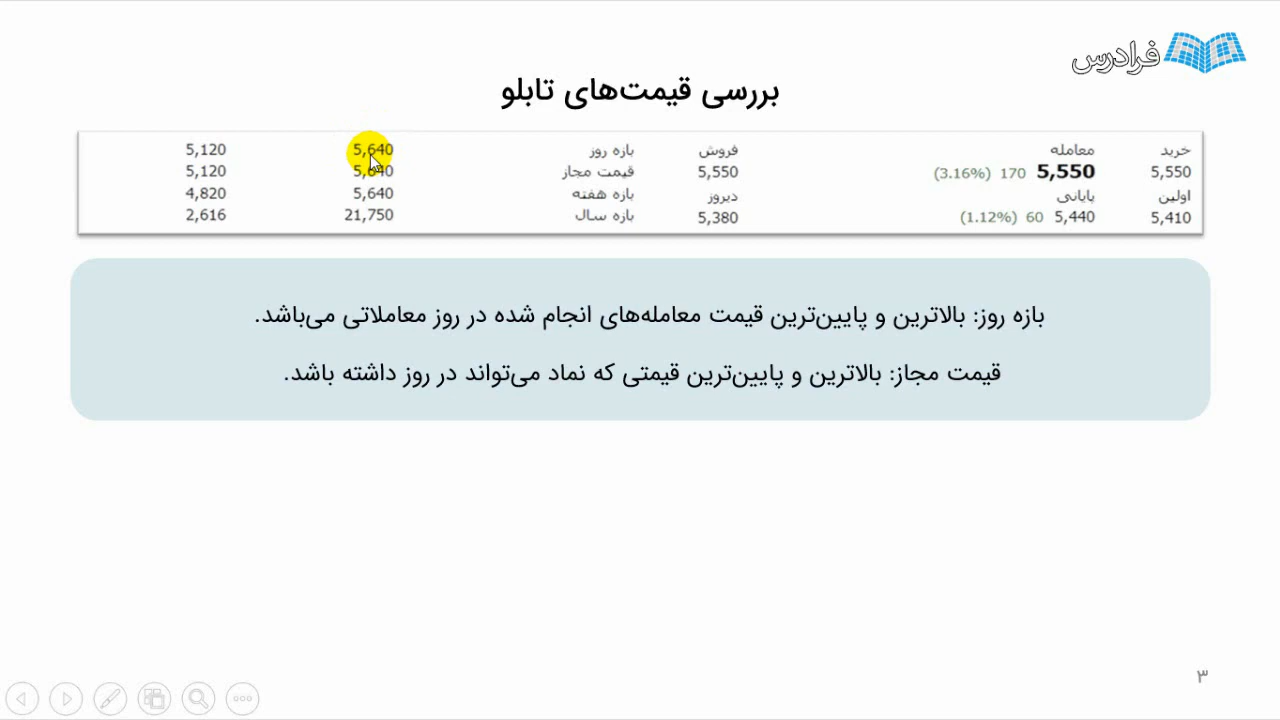 فرادرس
بررسی قیمت‌های تابلو
خرید معامله فروش بازه روز 5,640 5,120
5,550 5,550 170 (3.16%) 5,550 قیمت مجاز 5,640 5,120
اولین پایانی دیروز بازه هفته 5,640 4,820
5,410 5,440 60 (1.12%) 5,380 بازه سال 21,750 2,616
بازه روز: بالاترین و پایین‌ترین قیمت معامله‌های انجام شده در روز معاملاتی می‌باشد.
قیمت مجاز: بالاترین و پایین‌ترین قیمتی که نماد می‌تواند در روز داشته باشد.
۳